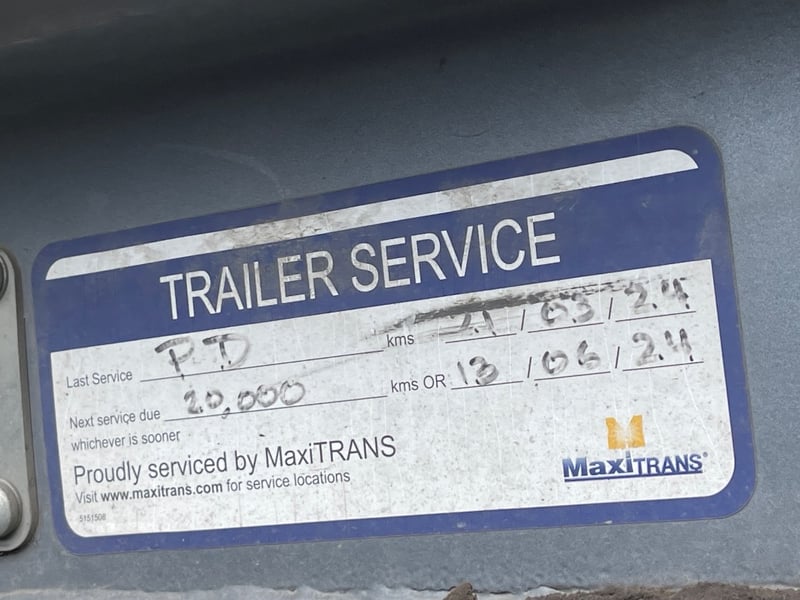 TRAILER SERVICE
Last Service P.D kms 21/03/24
Next service due 20,000 kms OR 13/06/24
whichever is sooner
Proudly serviced by MaxiTRANS
Visit www.maxitrans.com for service locations
5151508
MaxiTRANS®